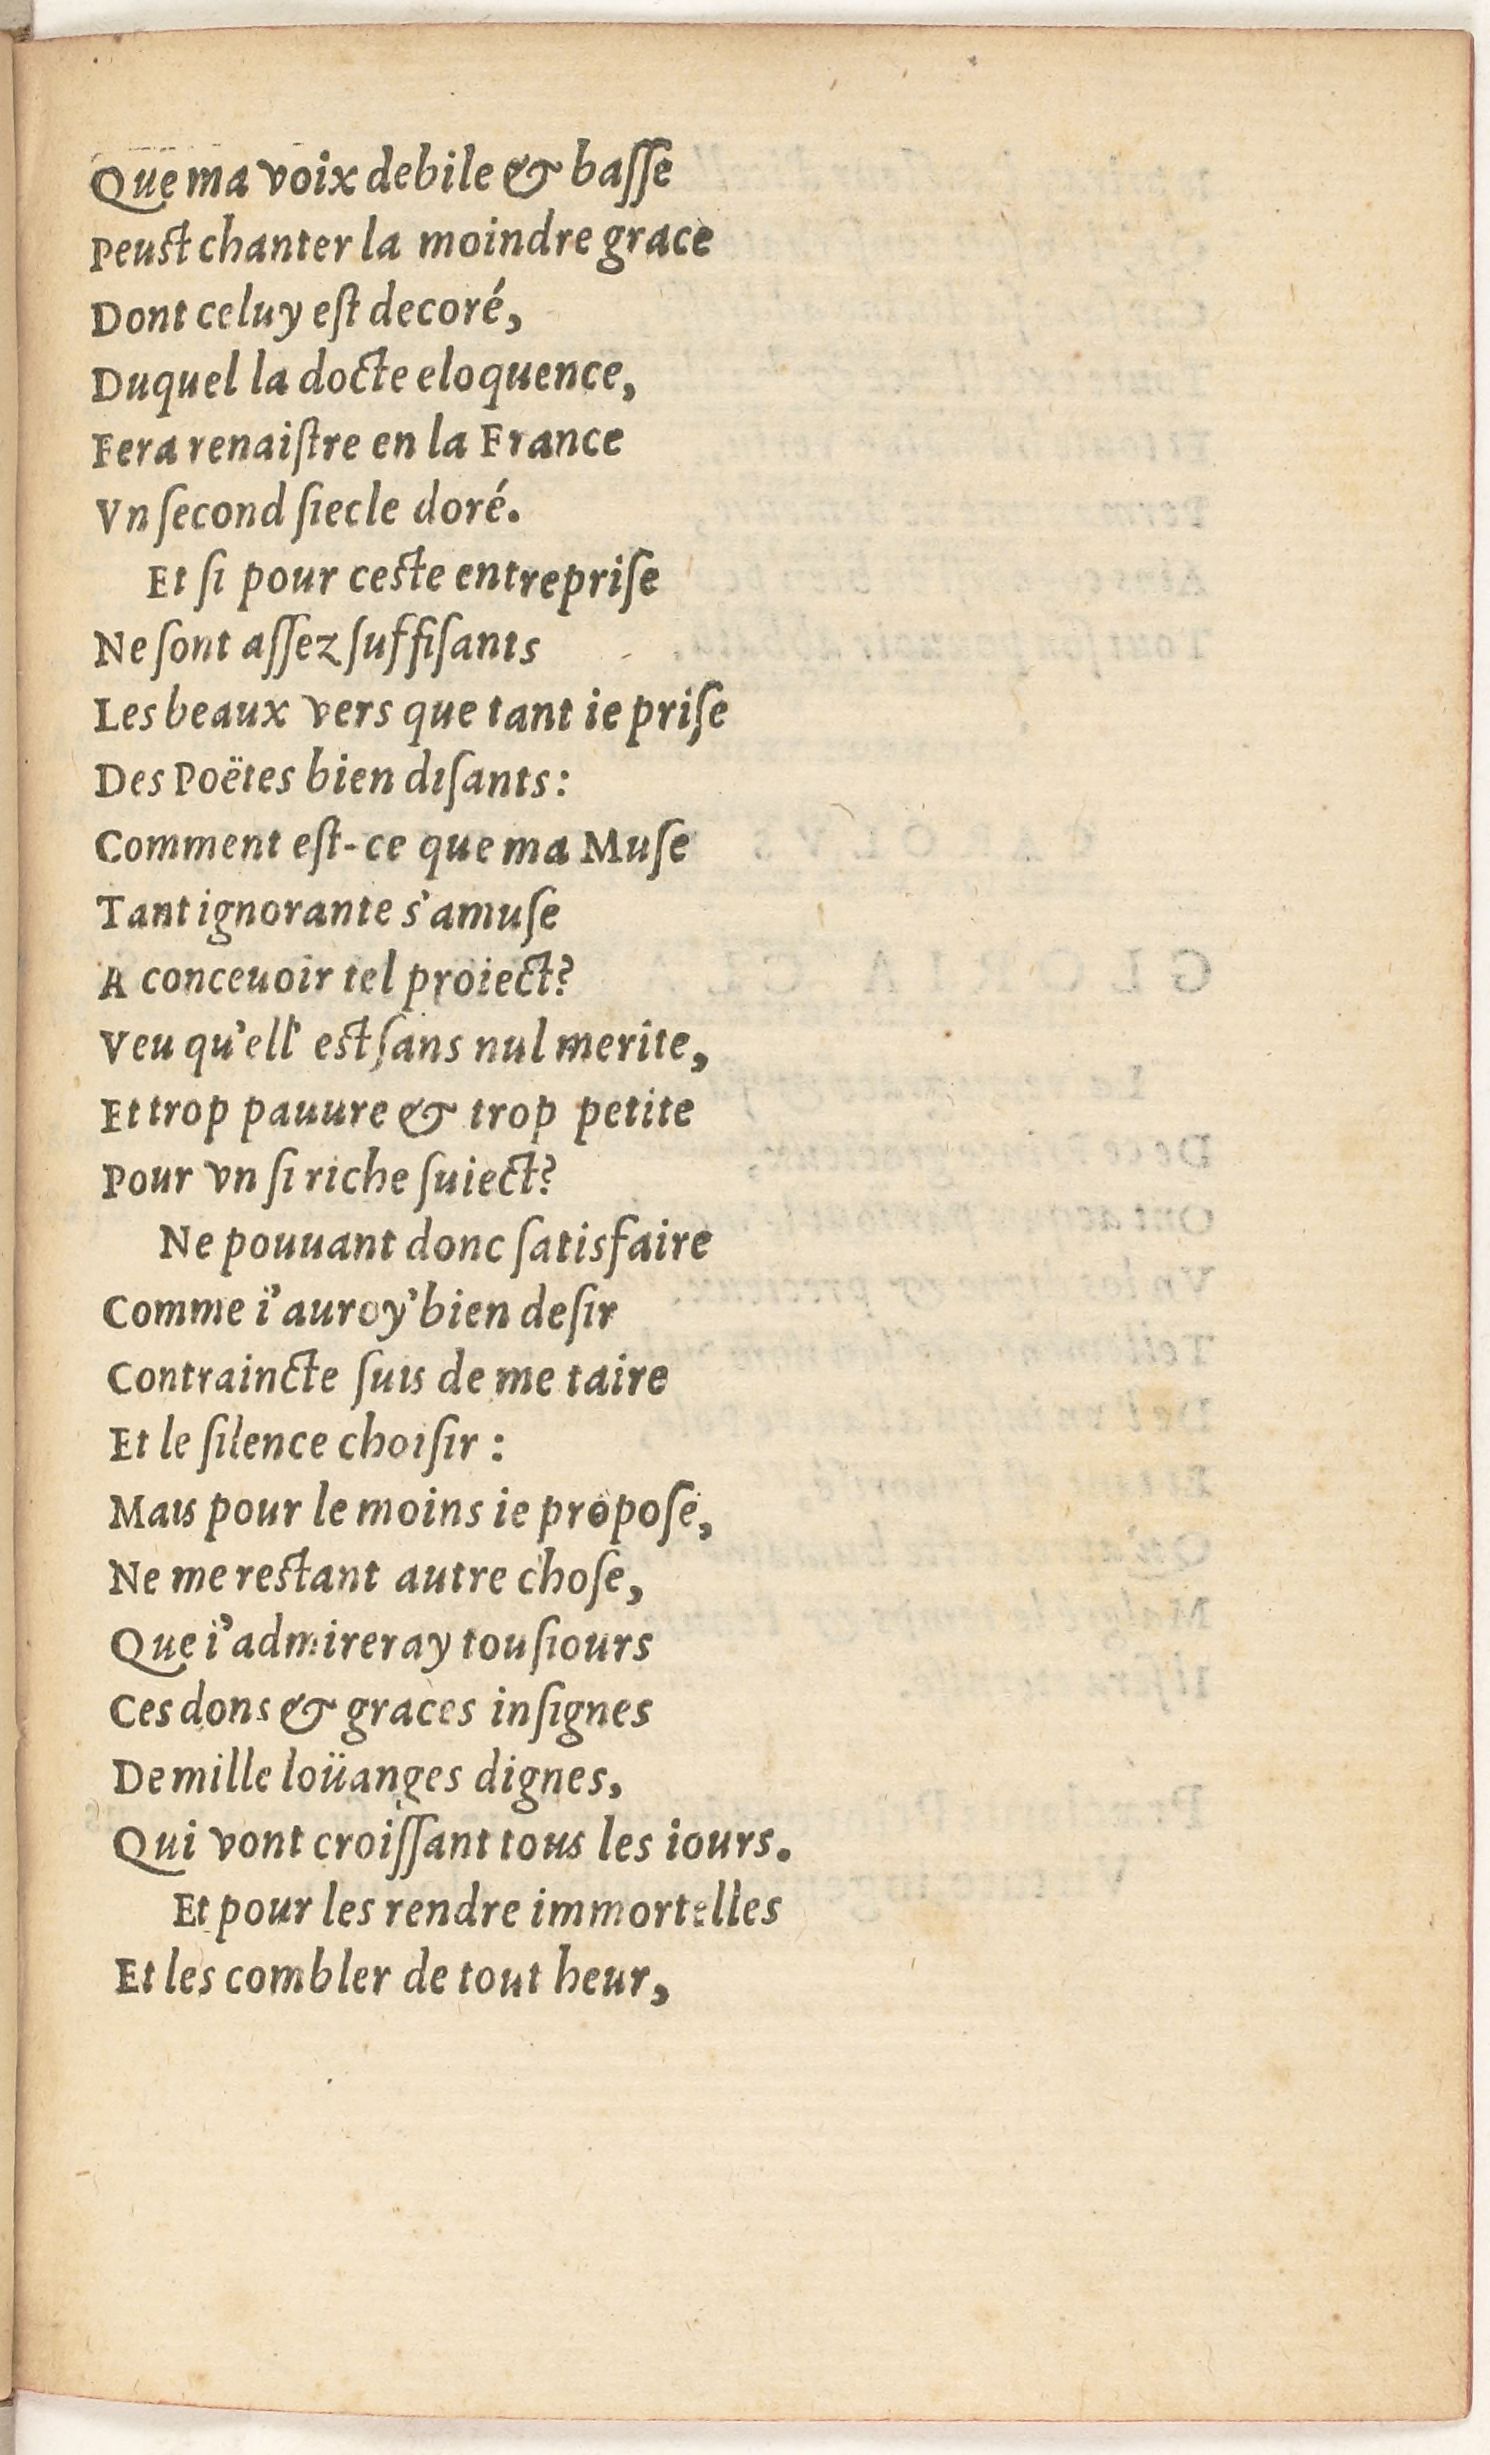 Que ma voix debile & baſſe
Peuſt chanter la moindre grace
Dont celuy eſt decoré,
Duquel la docte eloquence,
Fera renaiſtre en la France
Vn ſecond ſiecle doré.
Et ſi pour ceſte entrepriſe
Ne ſont aſſez ſuffiſants
Les beaux vers que tant ie priſe
Des Poëtes bien diſants:
Comment eſt-ce que ma Muſe
Tant ignorante s'amuſe
A conceuoir tel proiect?
Veu qu'ell' eſt ſans nul merite,
Et trop pauure & trop petite
Pour vn ſi riche ſuiect?
Ne pouuant donc ſatisfaire
Comme i'auroy' bien deſir
Contraincte ſuis de me taire
Et le ſilence choiſir :
Mais pour le moins ie propoſe,
Ne me reſtant autre choſe,
Que i'admireray touſiours
Ces dons & graces inſignes
De mille loüanges dignes,
Qui vont croiſſant tous les iours.
Et pour les rendre immortelles
Et les combler de tout heur,